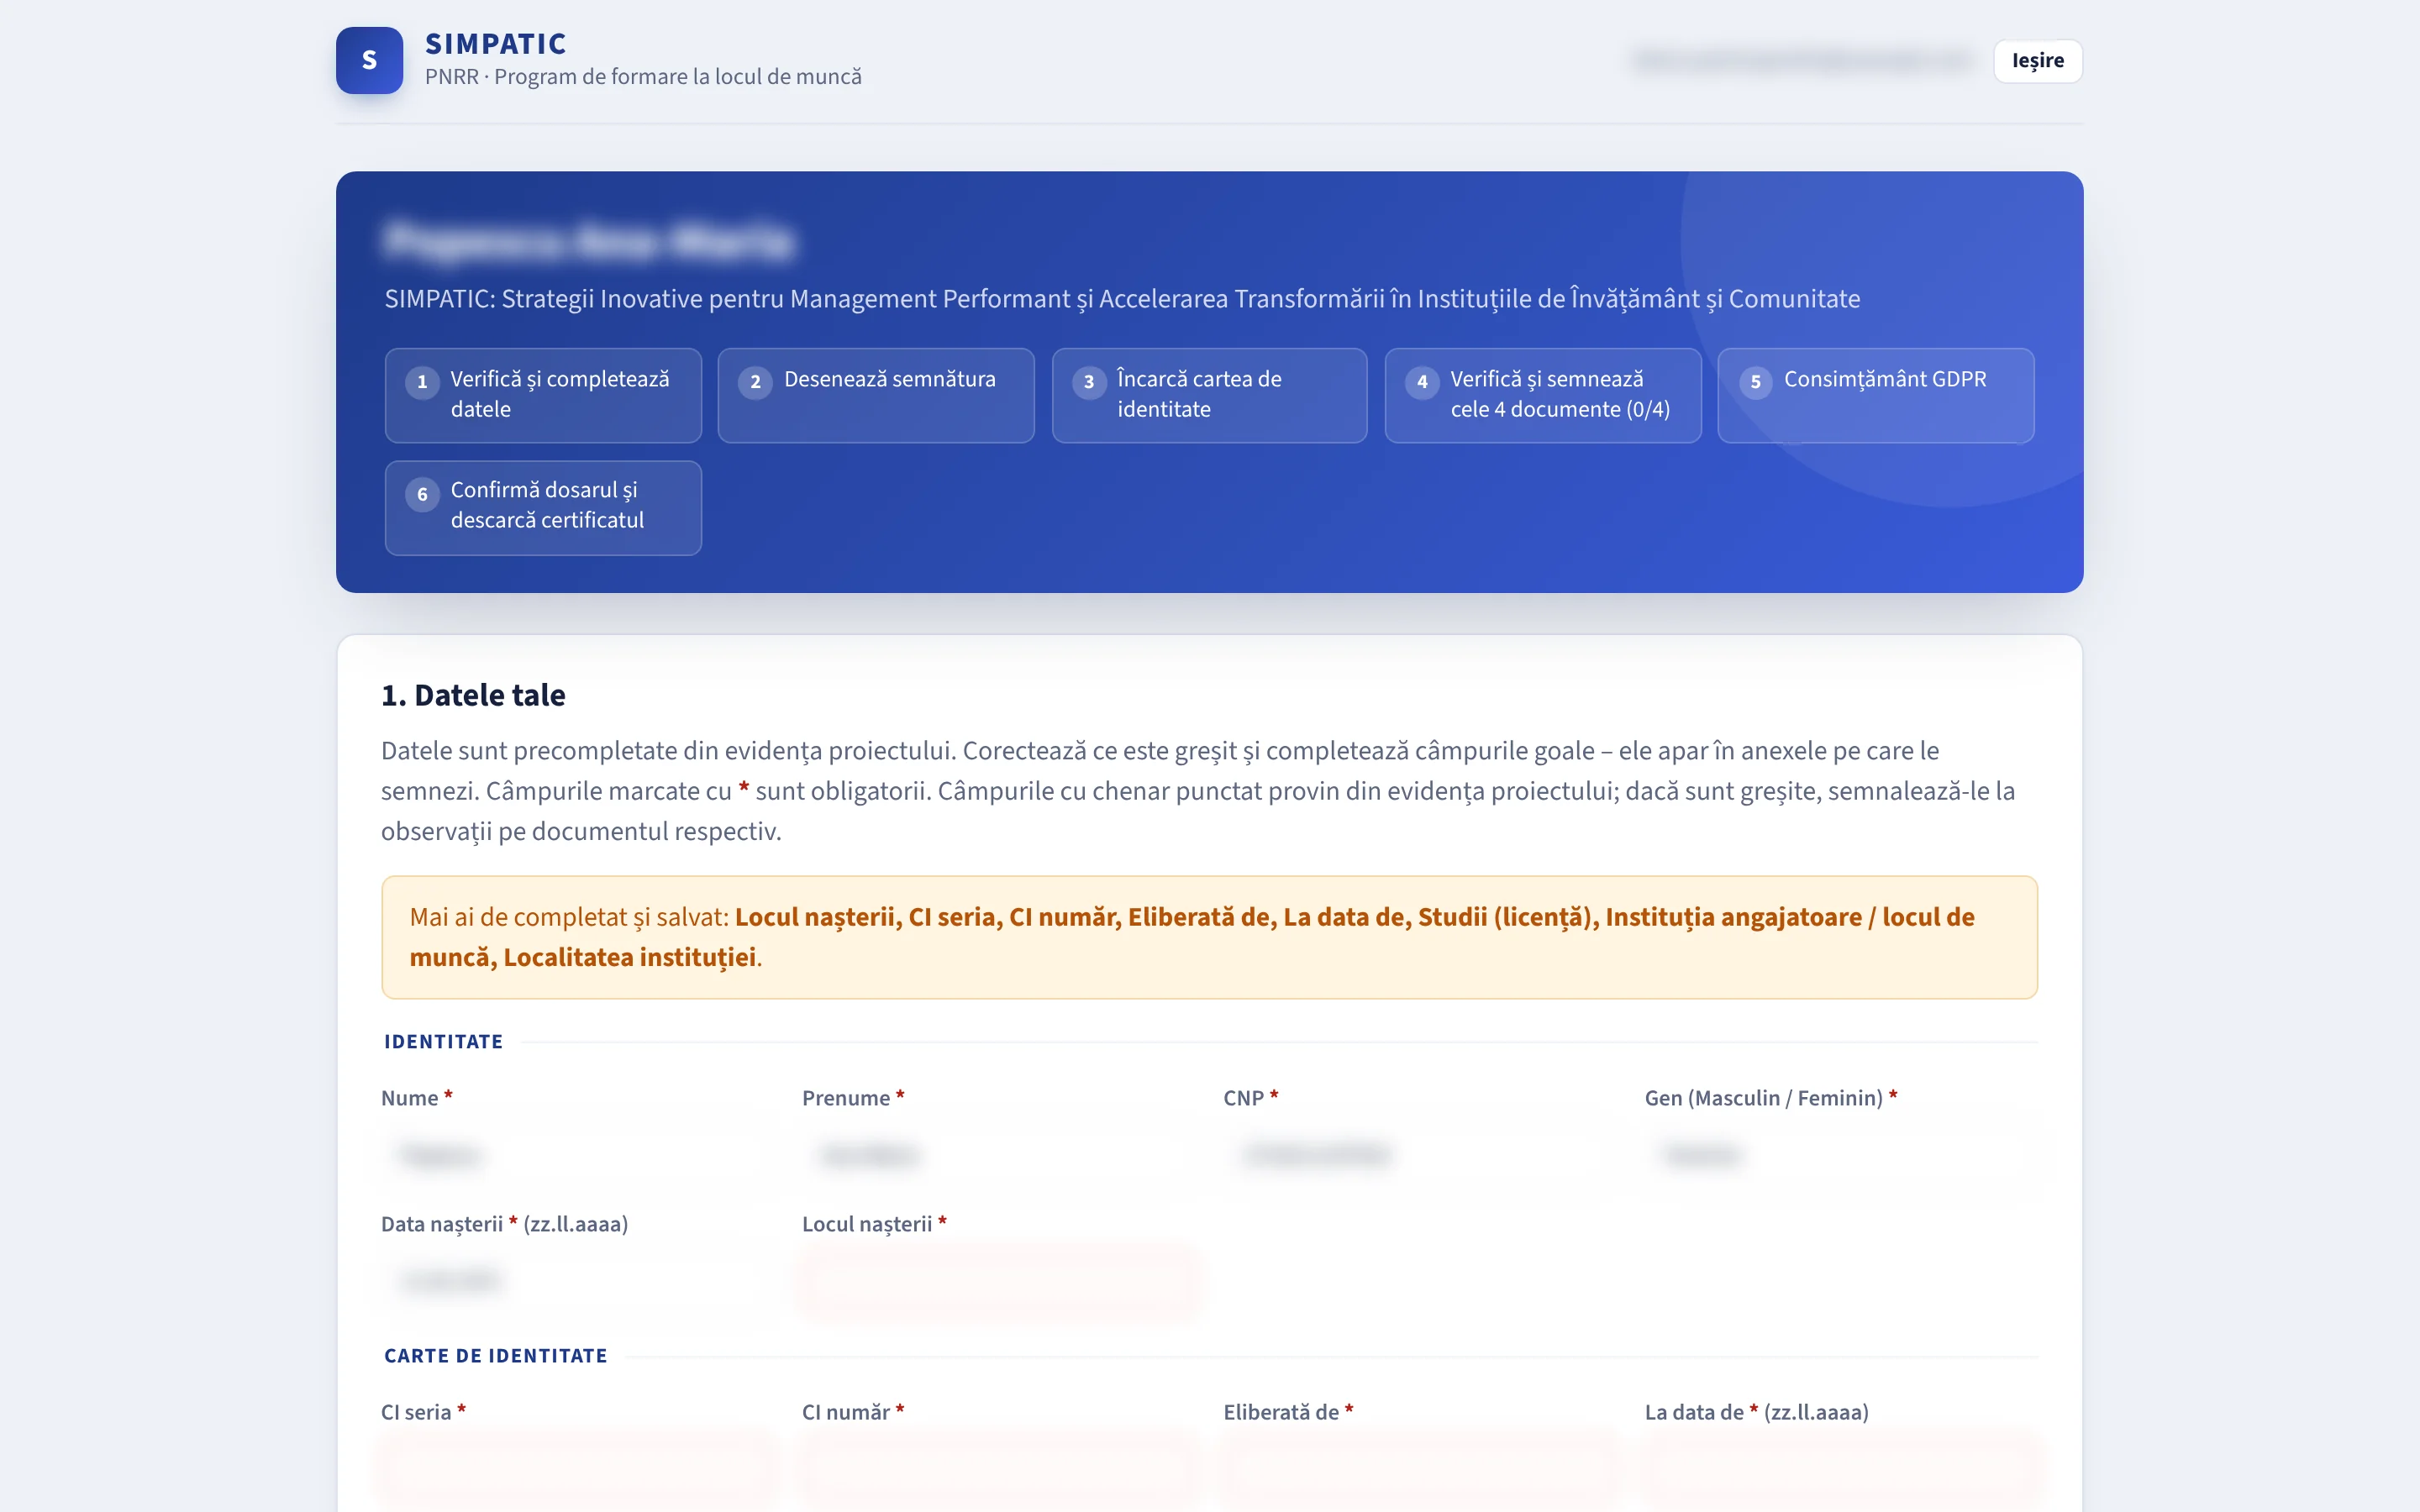 S
SIMPATIC
PNRR · Program de formare la locul de muncă
Ieșire
SIMPATIC: Strategii Inovative pentru Management Performant și Accelerarea Transformării în Instituțiile de Învățământ și Comunitate
1 Verifică și completează
datele
2 Desenează semnătura
3 Încarcă cartea de
identitate
4 Verifică și semnează
cele 4 documente (0/4)
5 Consimțământ GDPR
6 Confirmă dosarul și
descarcă certificatul
1. Datele tale
Datele sunt precompletate din evidența proiectului. Corectează ce este greșit și completează câmpurile goale – ele apar în anexele pe care le
semnezi. Câmpurile marcate cu * sunt obligatorii. Câmpurile cu chenar punctat provin din evidența proiectului; dacă sunt greșite, semnalează-le la
observații pe documentul respectiv.
Mai ai de completat și salvat: Locul nașterii, CI seria, CI număr, Eliberată de, La data de, Studii (licență), Instituția angajatoare / locul de
muncă, Localitatea instituției.
IDENTITATE
Nume * Prenume * CNP * Gen (Masculin / Feminin) *
Data nașterii * (zz.ll.aaaa) Locul nașterii *
CARTE DE IDENTITATE
CI seria * CI număr * Eliberată de * La data de * (zz.ll.aaaa)